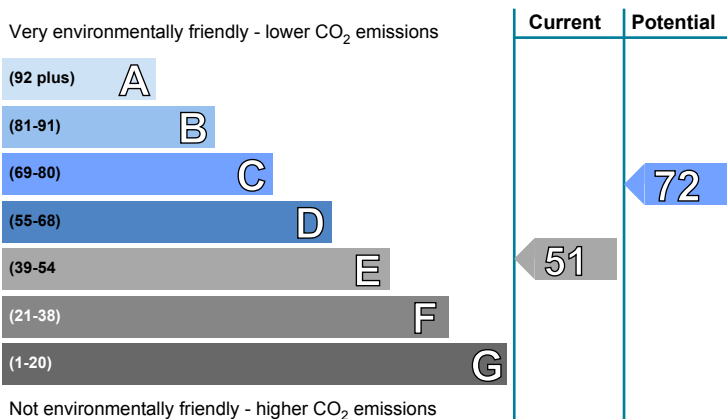 Current Potential
Very environmentally friendly - lower CO2 emissions
(92 plus) A
(81-91) B
(69-80) C
72
(55-68) D
(39-54 E
51
(21-38) F
(1-20) G
Not environmentally friendly - higher CO2 emissions